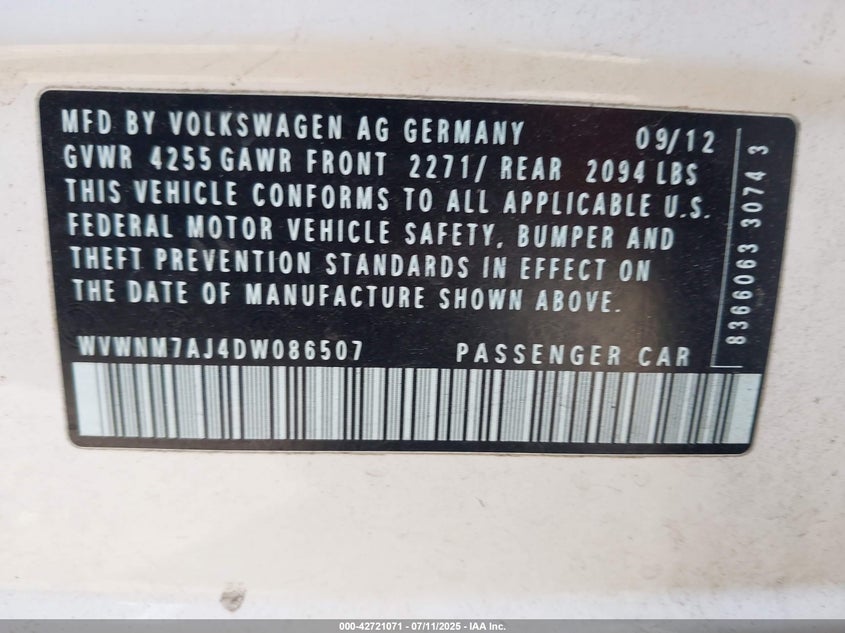 MFD BY VOLKSWAGEN AG GERMANY 09/12
GVWR 4255 GAWR FRONT 2271/ REAR 2094 LBS
THIS VEHICLE CONFORMS TO ALL APPLICABLE U.S.
FEDERAL MOTOR VEHICLE SAFETY, BUMPER AND
THEFT PREVENTION STANDARDS IN EFFECT ON
THE DATE OF MANUFACTURE SHOWN ABOVE.
WVWNM7AJ4DW086507 PASSENGER CAR
8366063 3074 3
000-42721071 / 07/11/2025 - IAA Inc.